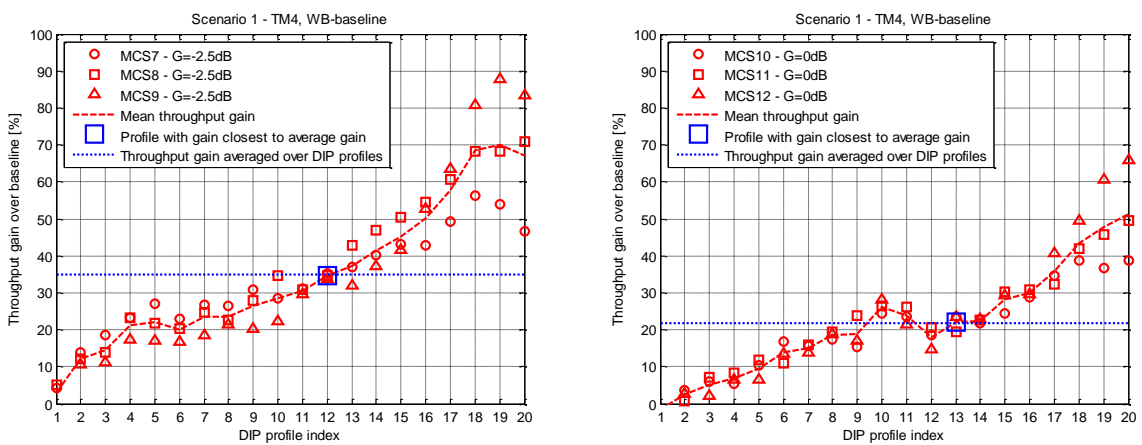 Scenario 1 - TM4, WB-baseline
100
90
80
70
60
50
40
30
20
10
0
Throughput gain over baseline [%]
MCS7 - G=-2.5dB
MCS8 - G=-2.5dB
MCS9 - G=-2.5dB
Mean throughput gain
Profile with gain closest to average gain
Throughput gain averaged over DIP profiles
1 2 3 4 5 6 7 8 9 10 11 12 13 14 15 16 17 18 19 20
DIP profile index
Scenario 1 - TM4, WB-baseline
100
90
80
70
60
50
40
30
20
10
0
Throughput gain over baseline [%]
MCS10 - G=0dB
MCS11 - G=0dB
MCS12 - G=0dB
Mean throughput gain
Profile with gain closest to average gain
Throughput gain averaged over DIP profiles
1 2 3 4 5 6 7 8 9 10 11 12 13 14 15 16 17 18 19 20
DIP profile index